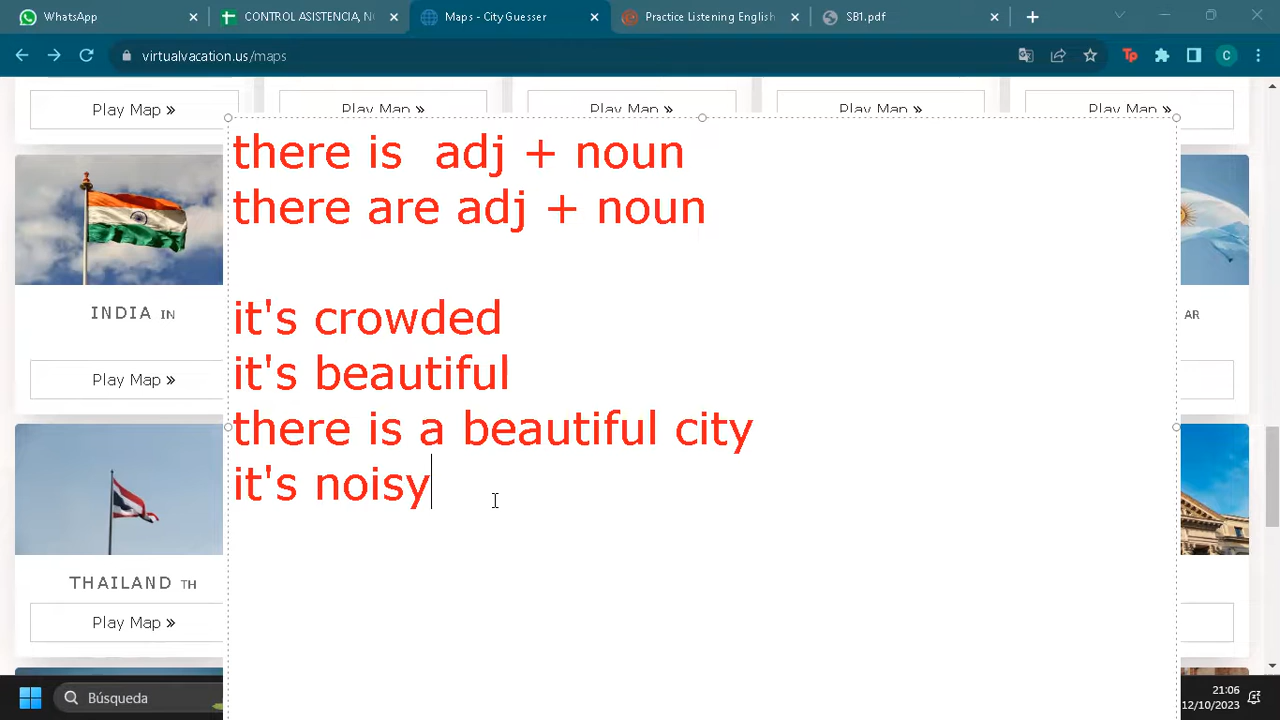 WhatsApp
CONTROL ASISTENCIA, N
Maps - City Guesser
Practice Listening English
SB1.pdf
virtualvacation.us/maps
Tp
C
Play Map »
Play Map »
Play Map »
Play Map »
Play Map »
there is adj + noun
there are adj + noun
INDIA IN
AR
it's crowded
it's beautiful
Play Map »
there is a beautiful city
it's noisy
THAILAND TH
Play Map »
Búsqueda
21:06
12/10/2023